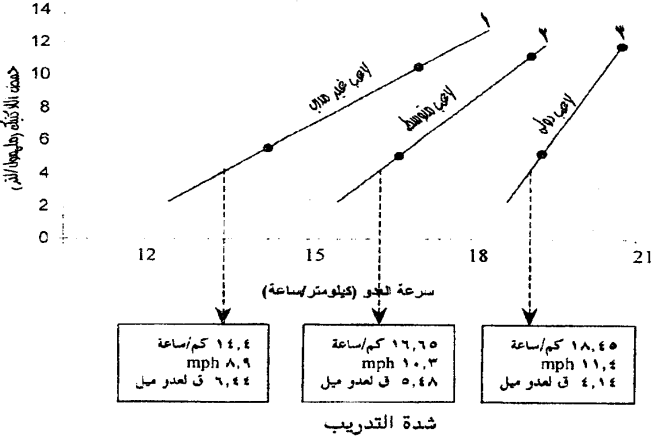 14
12
10
8
6
4
2
0
حمض اللاكتيك
١
٢
٣
لاعب غير مدرب
لاعب متوسط
لاعب دولى
12
15
18
21
سرعة العدو (كيلومتر/ساعة)
١٤,٤ كم/ساعة
٨,٩ mph
٦,٤٤ ق لعدو ميل
١٦,٦٥ كم/ساعة
١٠,٣ mph
٥,٤٨ ق لعدو ميل
١٨,٤٥ كم/ساعة
١١,٤ mph
٤,١٤ ق لعدو ميل
شدة التدريب